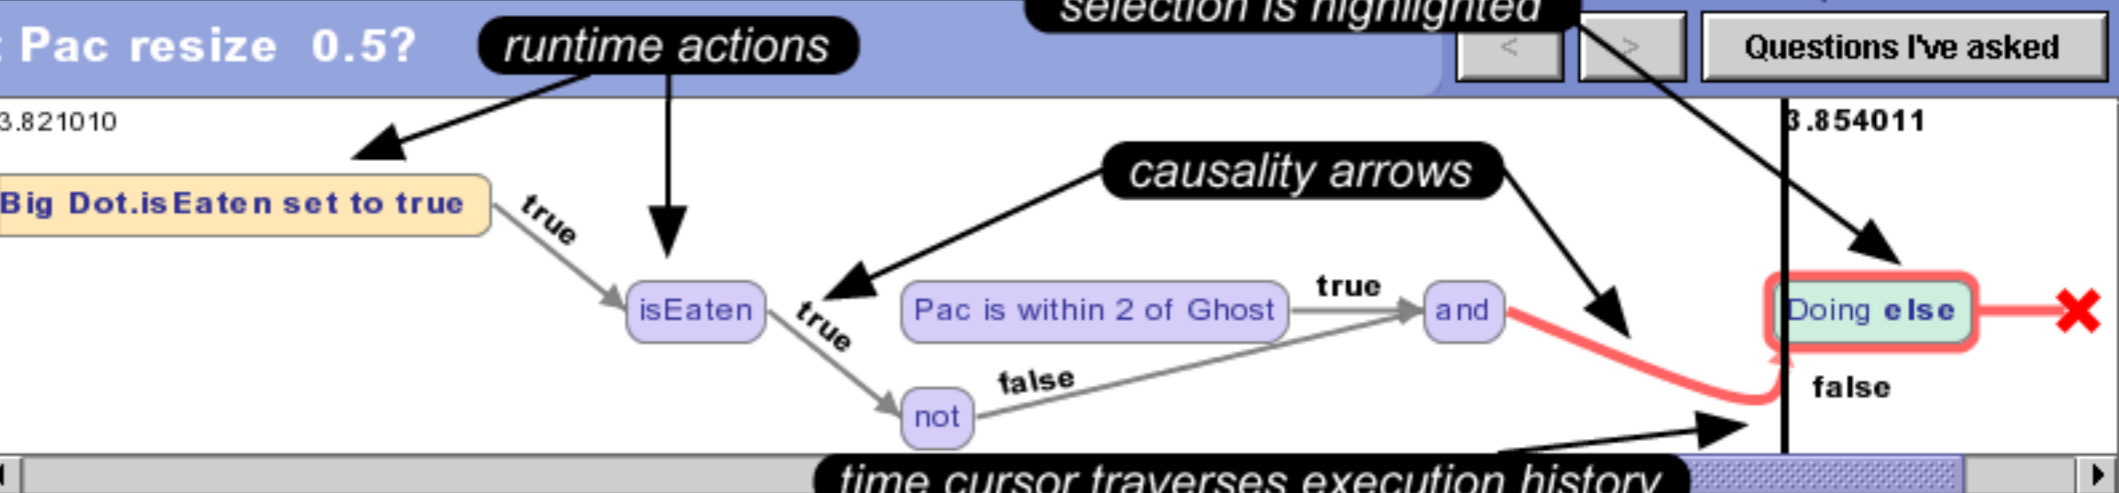 selection is highlighted
Pac resize 0.5?
runtime actions
<
>
Questions I've asked
3.821010
3.854011
causality arrows
Big Dot.isEaten set to true
true
isEaten
true
Pac is within 2 of Ghost
true
and
Doing else
false
not
false
time cursor traverses execution history